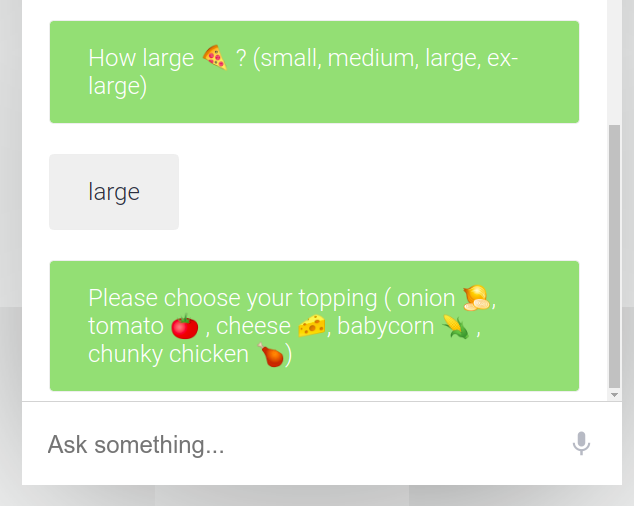 How large 🍕 ? (small, medium, large, ex-
large)
large
Please choose your topping ( onion 🍋,
tomato 🍅 , cheese 🧀, babycorn 🌽 ,
chunky chicken 🍗)
Ask something...